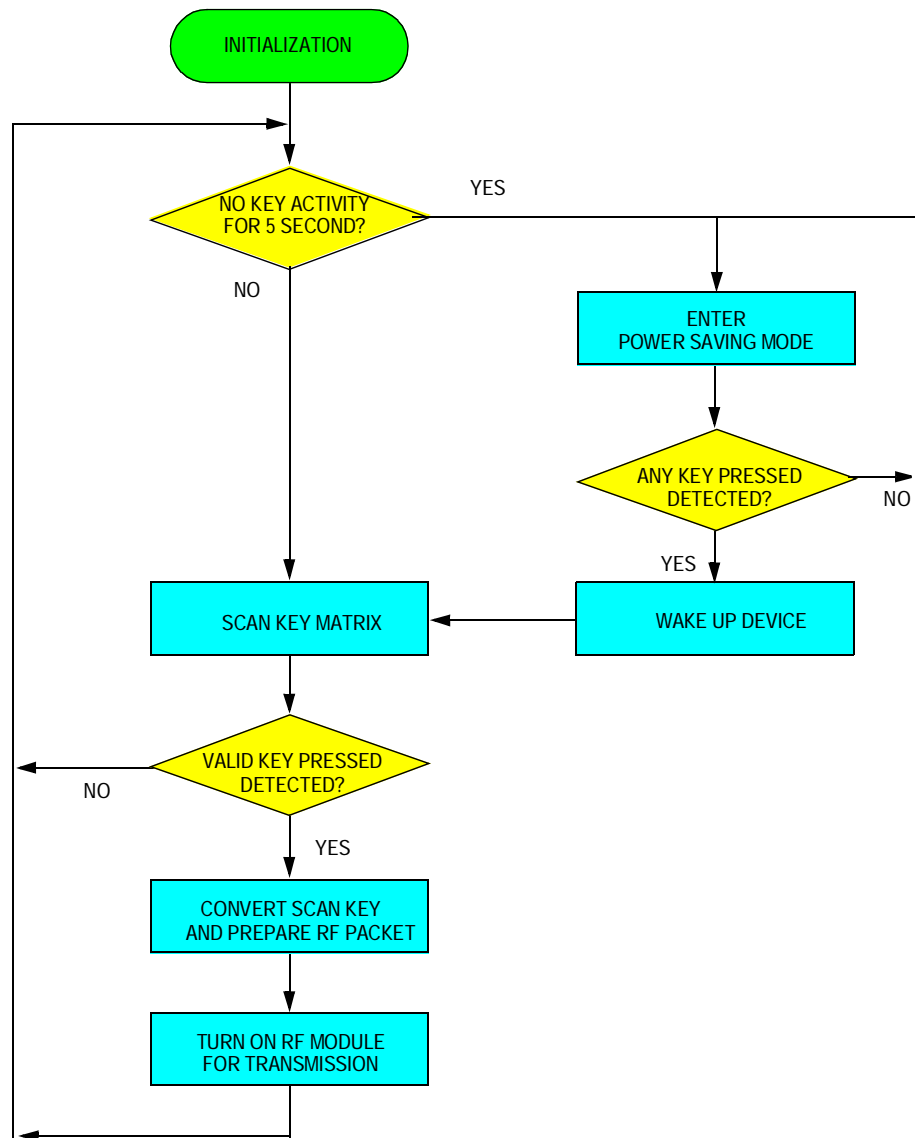 INITIALIZATION
NO KEY ACTIVITY
FOR 5 SECOND?
YES
NO
ENTER
POWER SAVING MODE
ANY KEY PRESSED
DETECTED?
NO
YES
SCAN KEY MATRIX
WAKE UP DEVICE
VALID KEY PRESSED
DETECTED?
NO
YES
CONVERT SCAN KEY
AND PREPARE RF PACKET
TURN ON RF MODULE
FOR TRANSMISSION